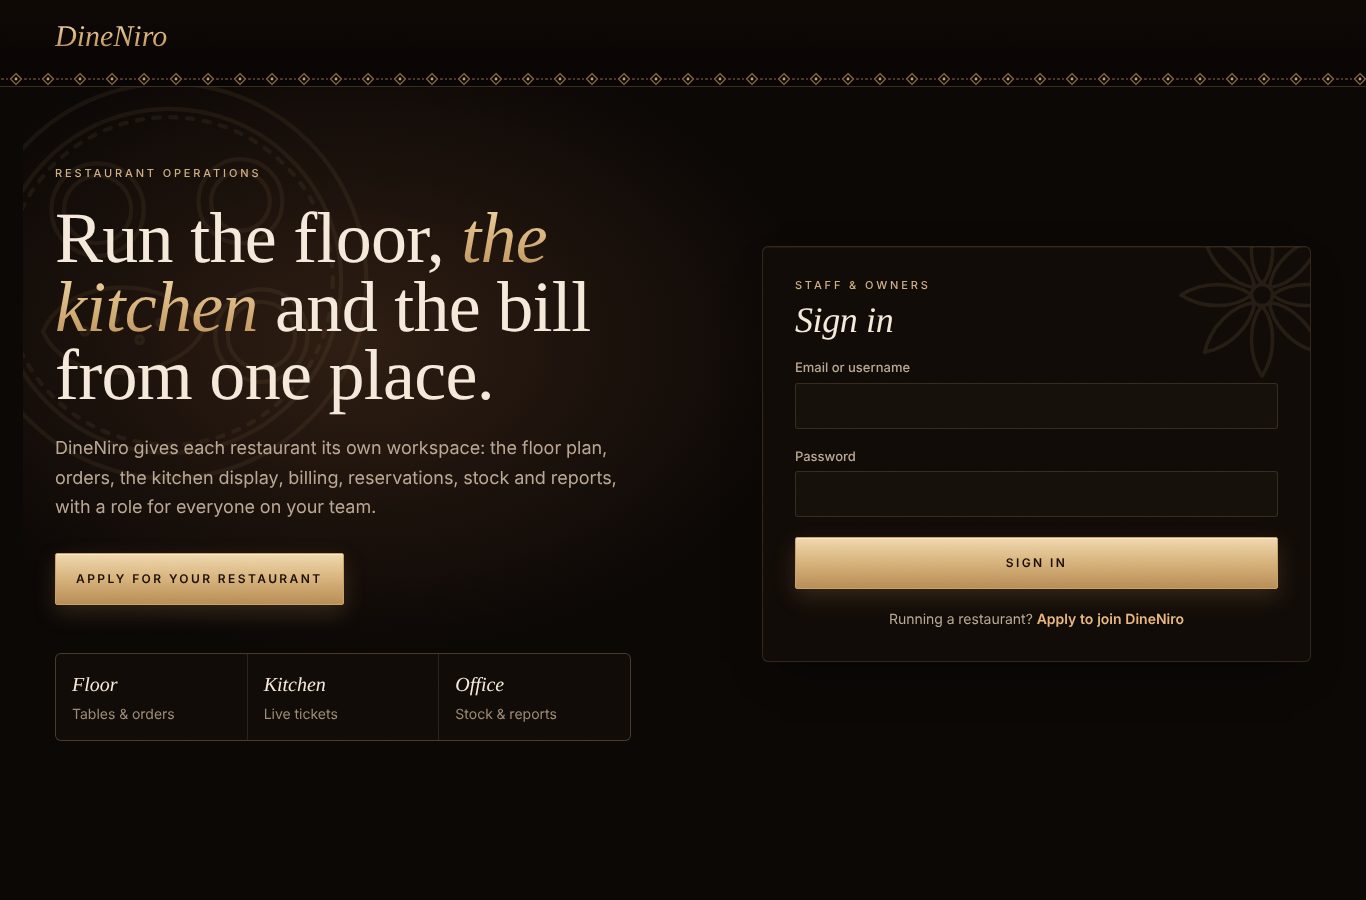 DineNiro
RESTAURANT OPERATIONS
Run the floor, the
kitchen and the bill
from one place.
DineNiro gives each restaurant its own workspace: the floor plan,
orders, the kitchen display, billing, reservations, stock and reports,
with a role for everyone on your team.
APPLY FOR YOUR RESTAURANT
Floor
Tables & orders
Kitchen
Live tickets
Office
Stock & reports
STAFF & OWNERS
Sign in
Email or username
Password
SIGN IN
Running a restaurant? Apply to join DineNiro